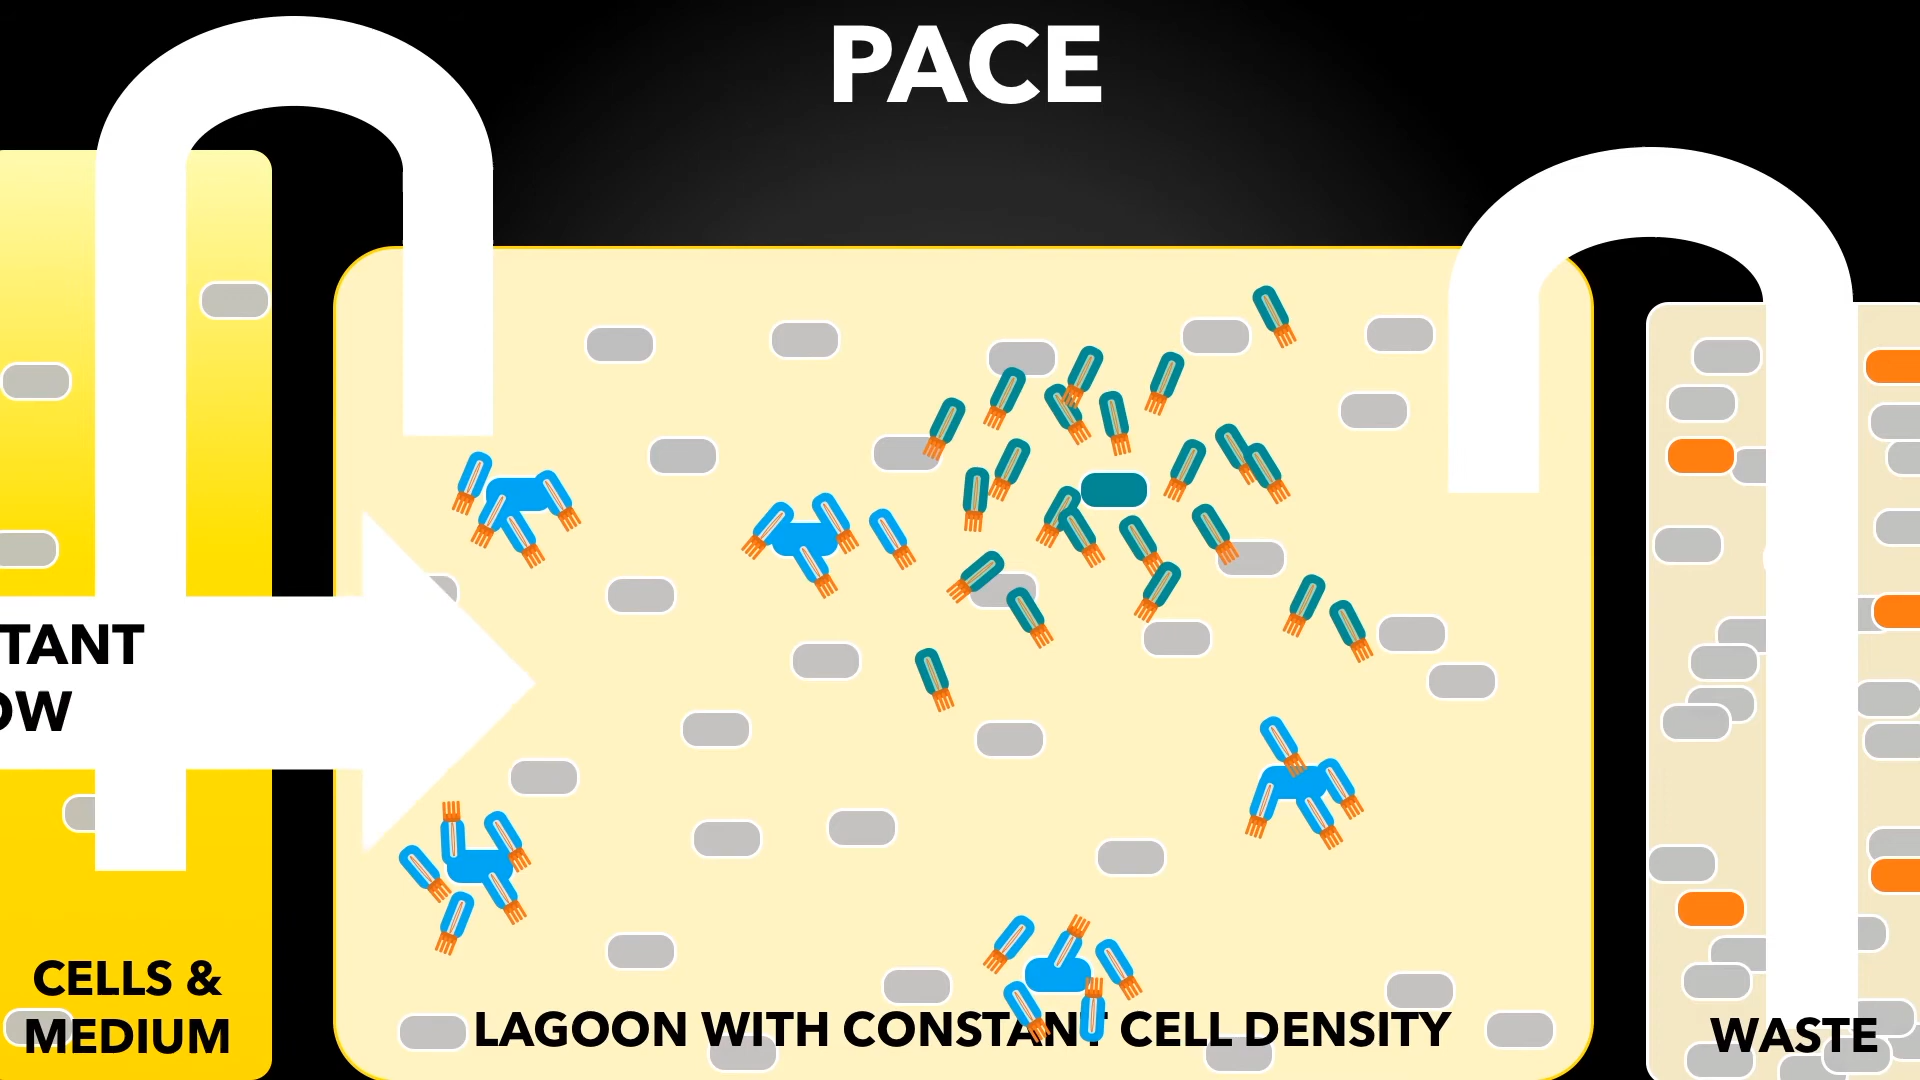 PACE
TANT
OW
CELLS &
MEDIUM
LAGOON WITH CONSTANT CELL DENSITY
WASTE